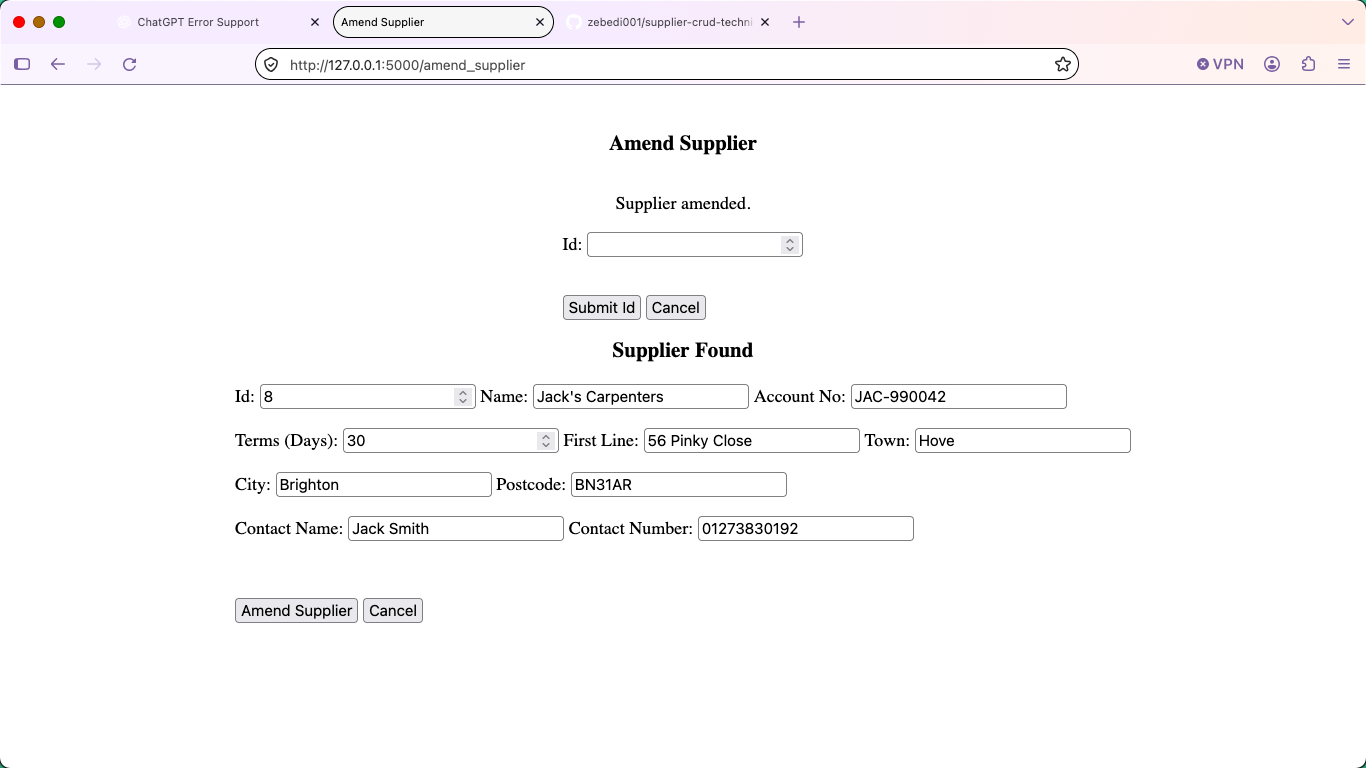 ChatGPT Error Support
Amend Supplier
zebedi001/supplier-crud-techni
http://127.0.0.1:5000/amend_supplier
VPN
Amend Supplier
Supplier amended.
Id:
Submit Id Cancel
Supplier Found
Id: 8 Name: Jack's Carpenters Account No: JAC-990042
Terms (Days): 30 First Line: 56 Pinky Close Town: Hove
City: Brighton Postcode: BN31AR
Contact Name: Jack Smith Contact Number: 01273830192
Amend Supplier Cancel